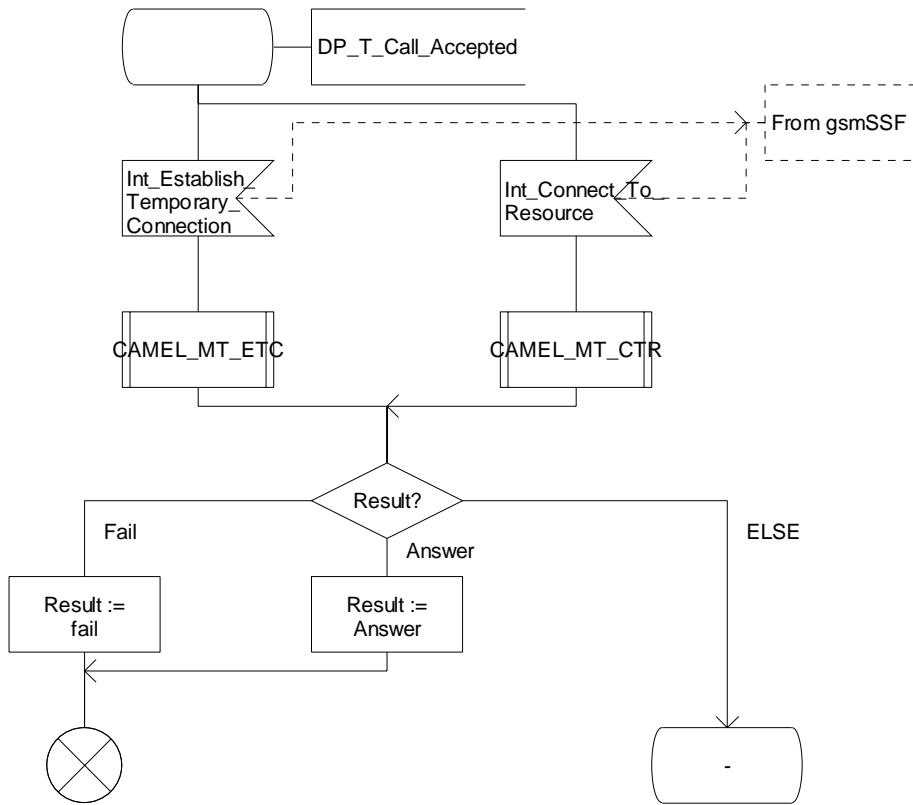 DP_T_Call_Accepted
From gsmSSF
Int_Establish_
Temporary_
Connection
Int_Connect_To_
Resource
CAMEL_MT_ETC
CAMEL_MT_CTR
Result?
Fail
Answer
ELSE
Result :=
fail
Result :=
Answer
-